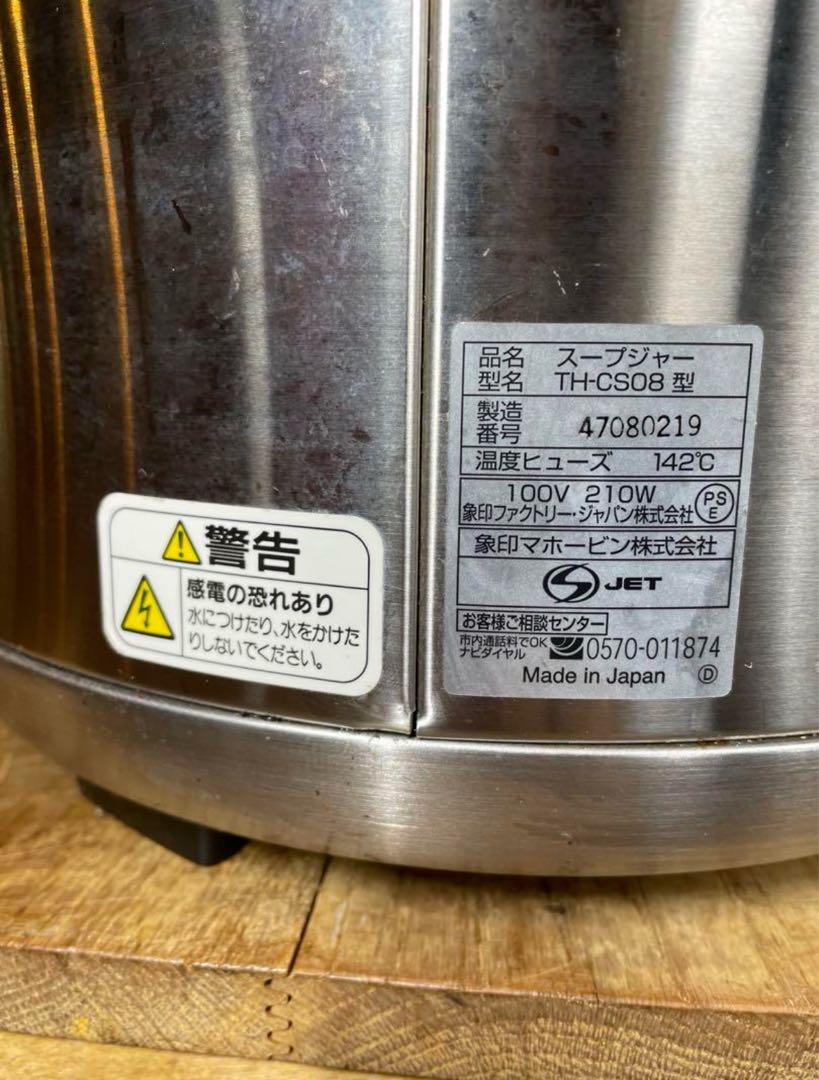 警告
感電の恐れあり
水につけたり、水をかけた
りしないでください。
品名 スープジャー
型名 TH-CS08 型
製造
番号 47080219
温度ヒューズ 142℃
100V 210W
象印ファクトリー・ジャパン株式会社
PS
E
象印マホービン株式会社
JET
お客様ご相談センター
市内通話料でOK
ナビダイヤル 0570-011874
Made in Japan Ⓓ